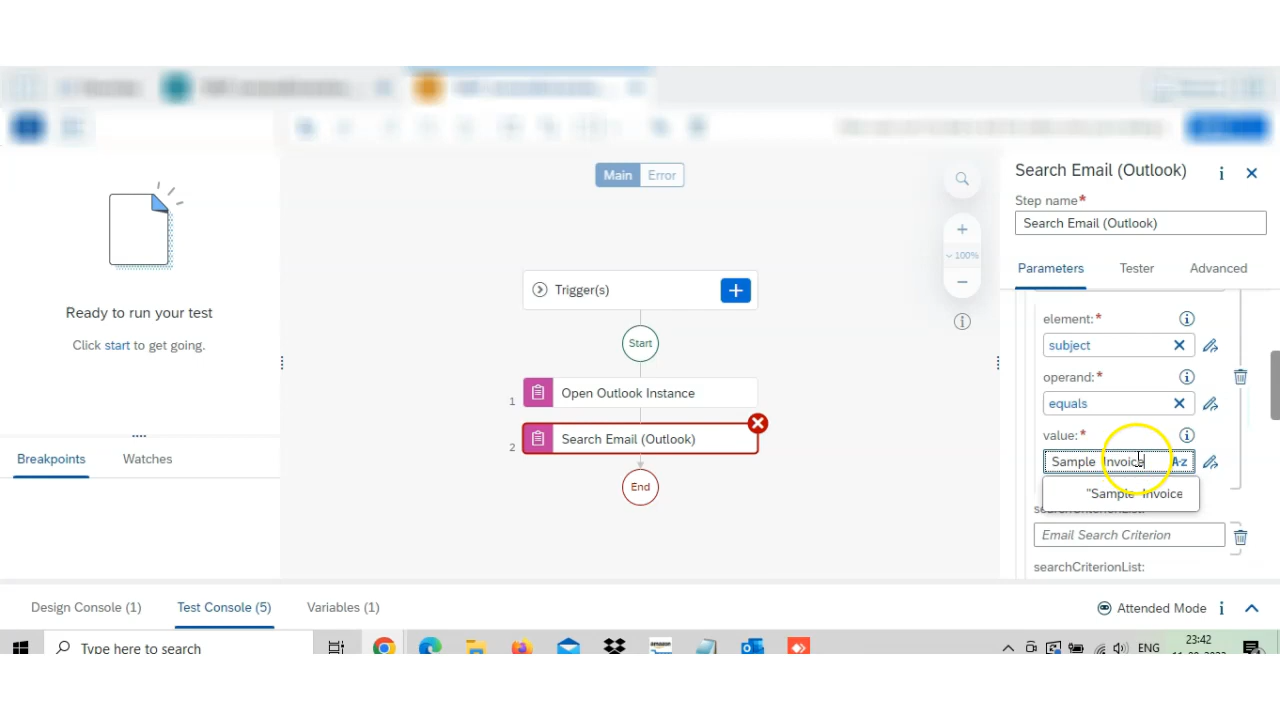 Main Error
Search Email (Outlook)
Step name*
Search Email (Outlook)
Parameters Tester Advanced
100%
Trigger(s)
Start
Ready to run your test
Click start to get going.
1 Open Outlook Instance
2 Search Email (Outlook)
End
element:*
subject
operand:*
equals
value:*
Sample Invoice
"Sample Invoice
searchCriterionList:
Email Search Criterion
searchCriterionList:
Breakpoints Watches
Design Console (1) Test Console (5) Variables (1)
Attended Mode
Type here to search
ENG
23:42